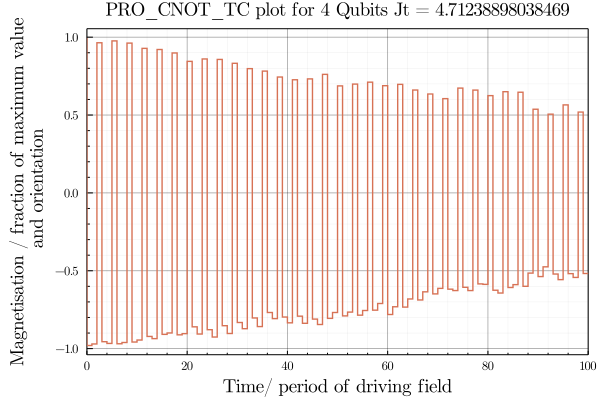 PRO_CNOT_TC plot for 4 Qubits Jt = 4.71238898038469
Magnetisation / fraction of maximum value
and orientation
1.0
0.5
0.0
−0.5
−1.0
0 20 40 60 80 100
Time/ period of driving field